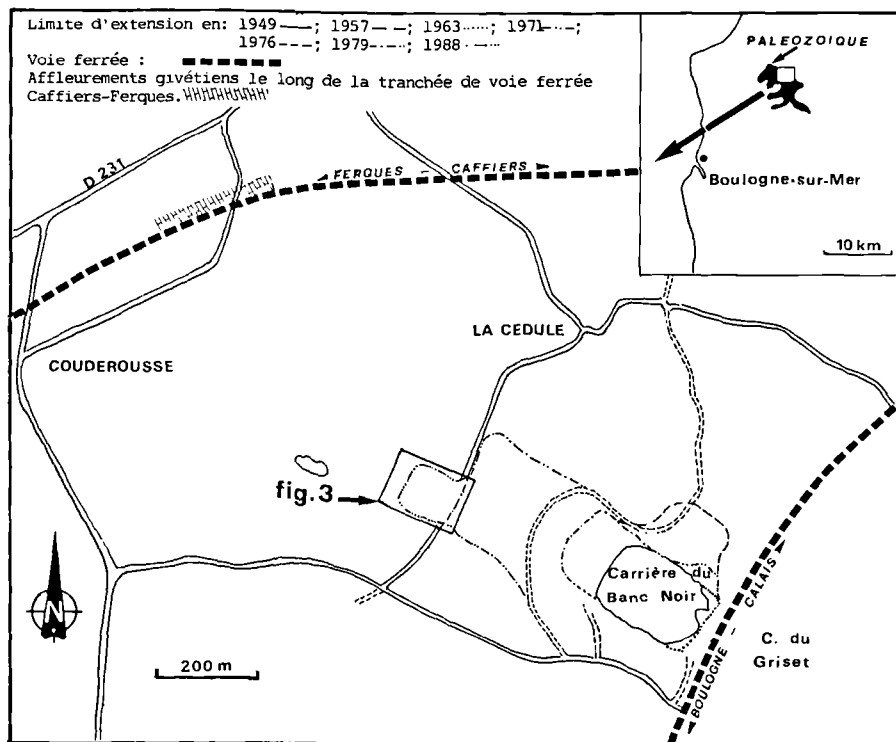 Limite d'extension en: 1949 ; 1957 ; 1963 ; 1971 ;
1976 ; 1979 ; 1988
Voie ferrée :
Affleurements givétiens le long de la tranchée de voie ferrée
Caffiers-Ferques.
PALEOZOIQUE
Boulogne-sur-Mer
10 km
D 231
FERQUES - CAFFIERS
LA CEDULE
COUDEROUSSE
fig.3
Carrière du
Banc Noir
BOULOGNE - CALAIS
C. du
Griset
N
200 m